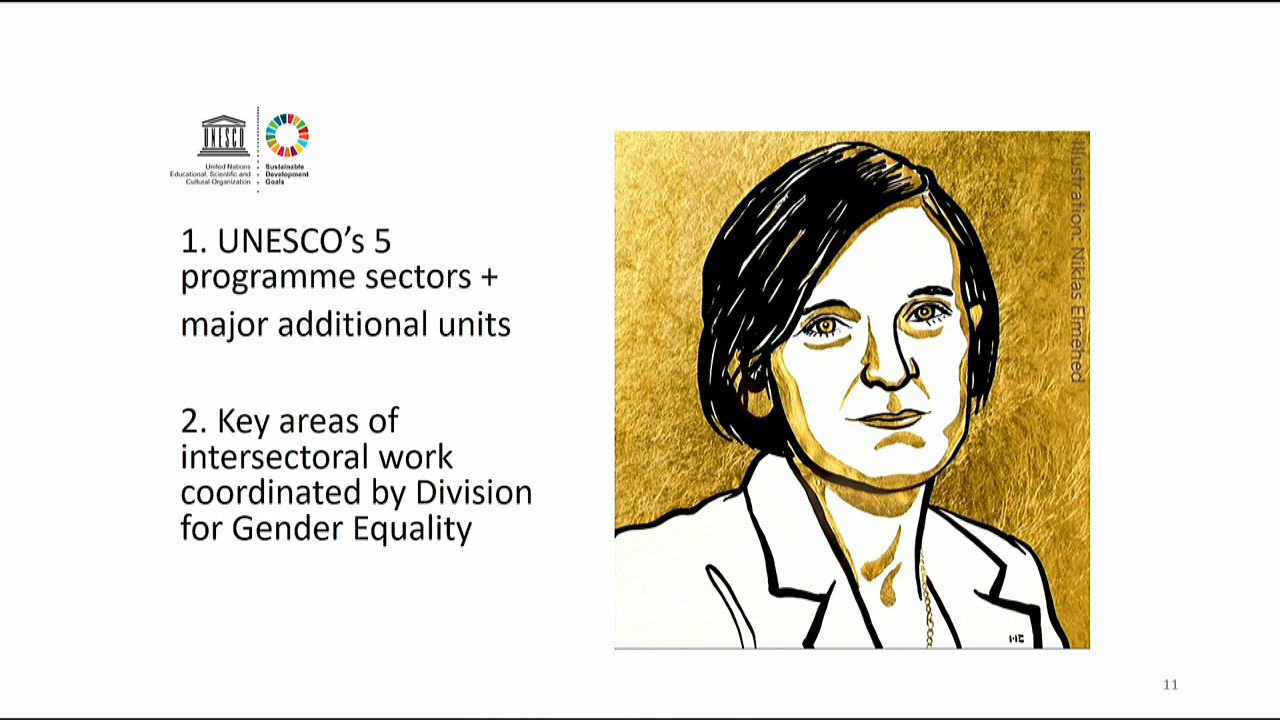 UNESCO
United Nations
Educational, Scientific and
Cultural Organization
Sustainable
Development
Goals
1. UNESCO’s 5
programme sectors +
major additional units
2. Key areas of
intersectoral work
coordinated by Division
for Gender Equality
Illustration: Niklas Elmehed
11